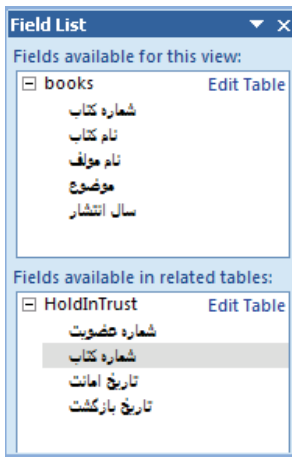 Field List
Fields available for this view:
books Edit Table
شماره کتاب
نام کتاب
نام مولف
موضوع
سال انتشار
Fields available in related tables:
HoldInTrust Edit Table
شماره عضویت
شماره کتاب
تاریخ امانت
تاریخ بازگشت